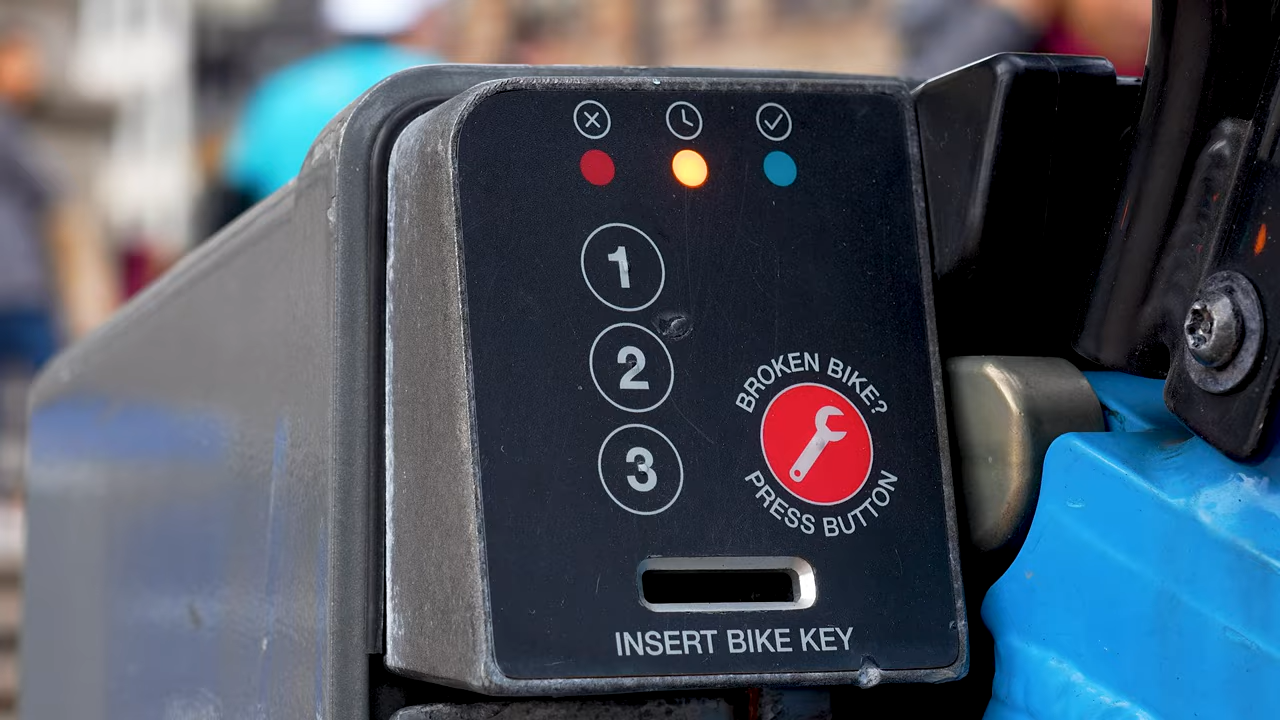 1
2
3
BROKEN BIKE?
PRESS BUTTON
INSERT BIKE KEY